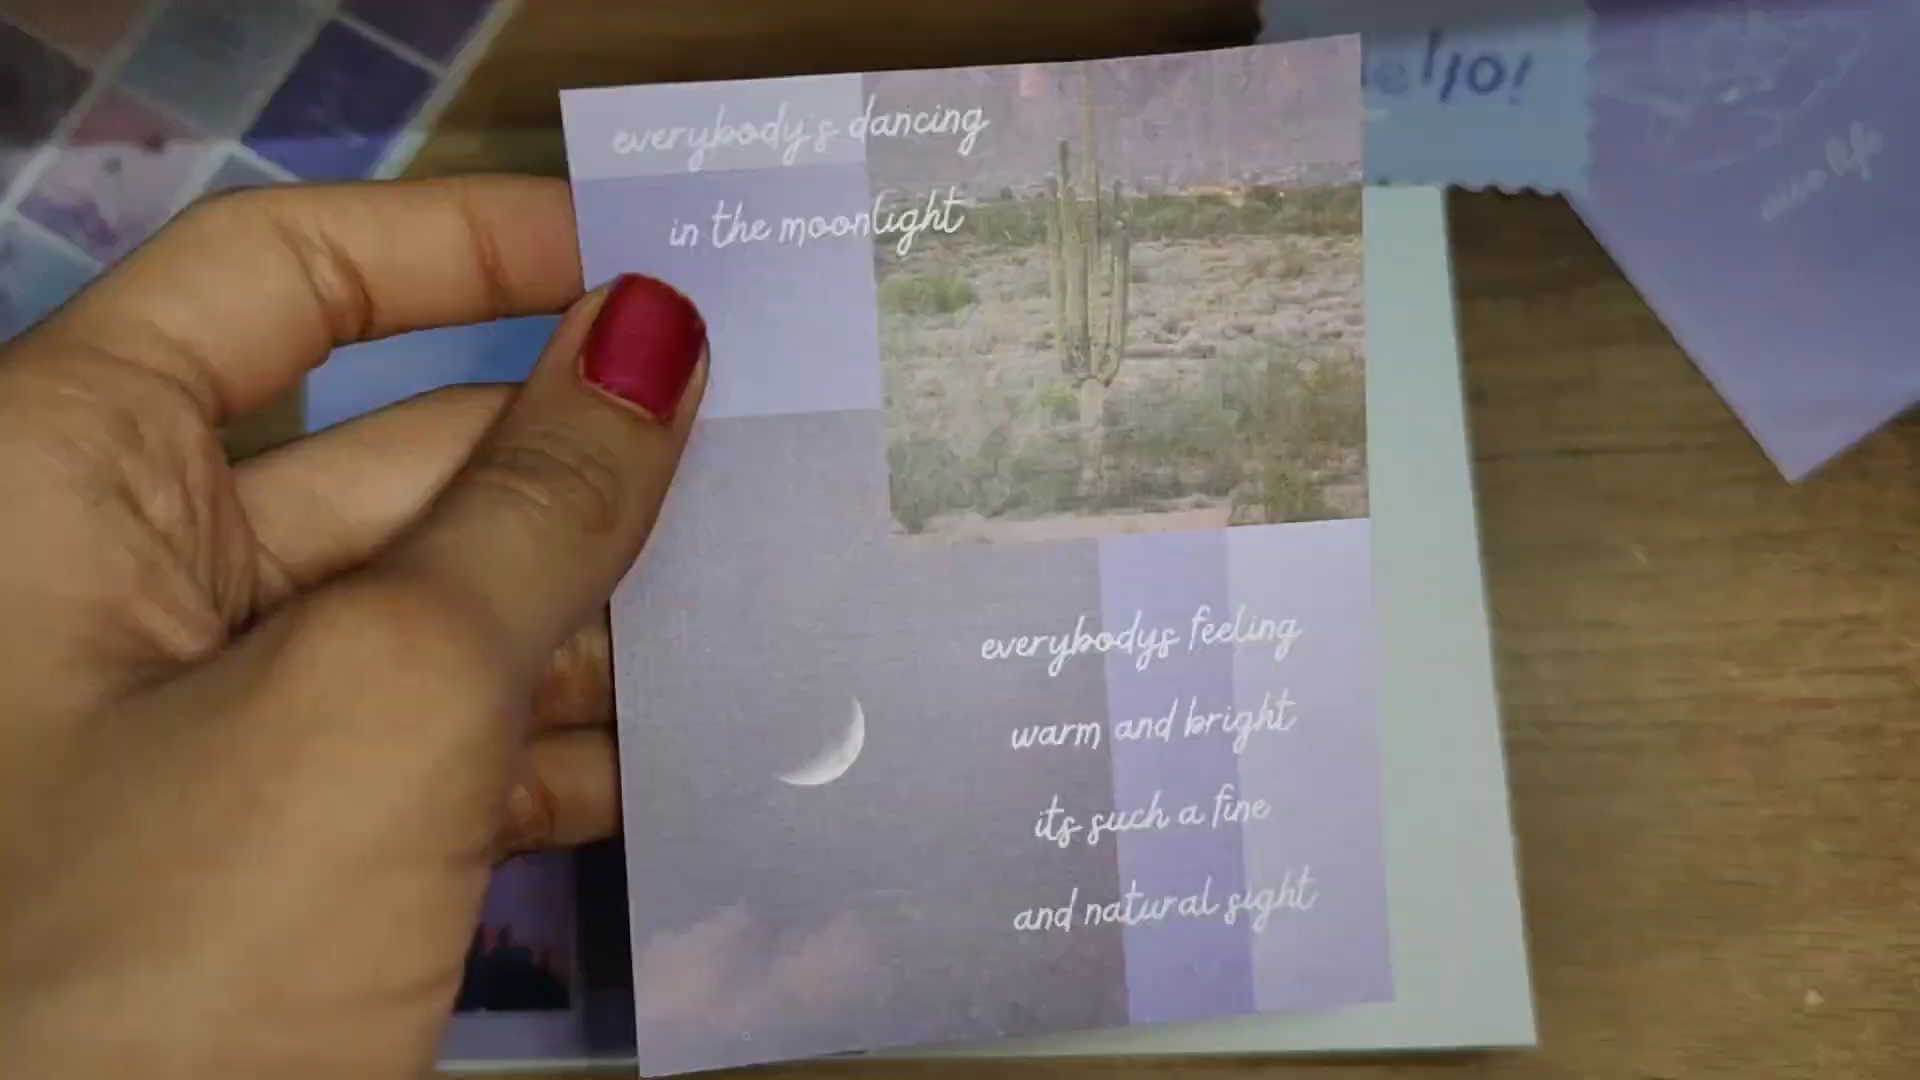 everybody's dancing
in the moonlight
everybodys feeling
warm and bright
its such a fine
and natural sight